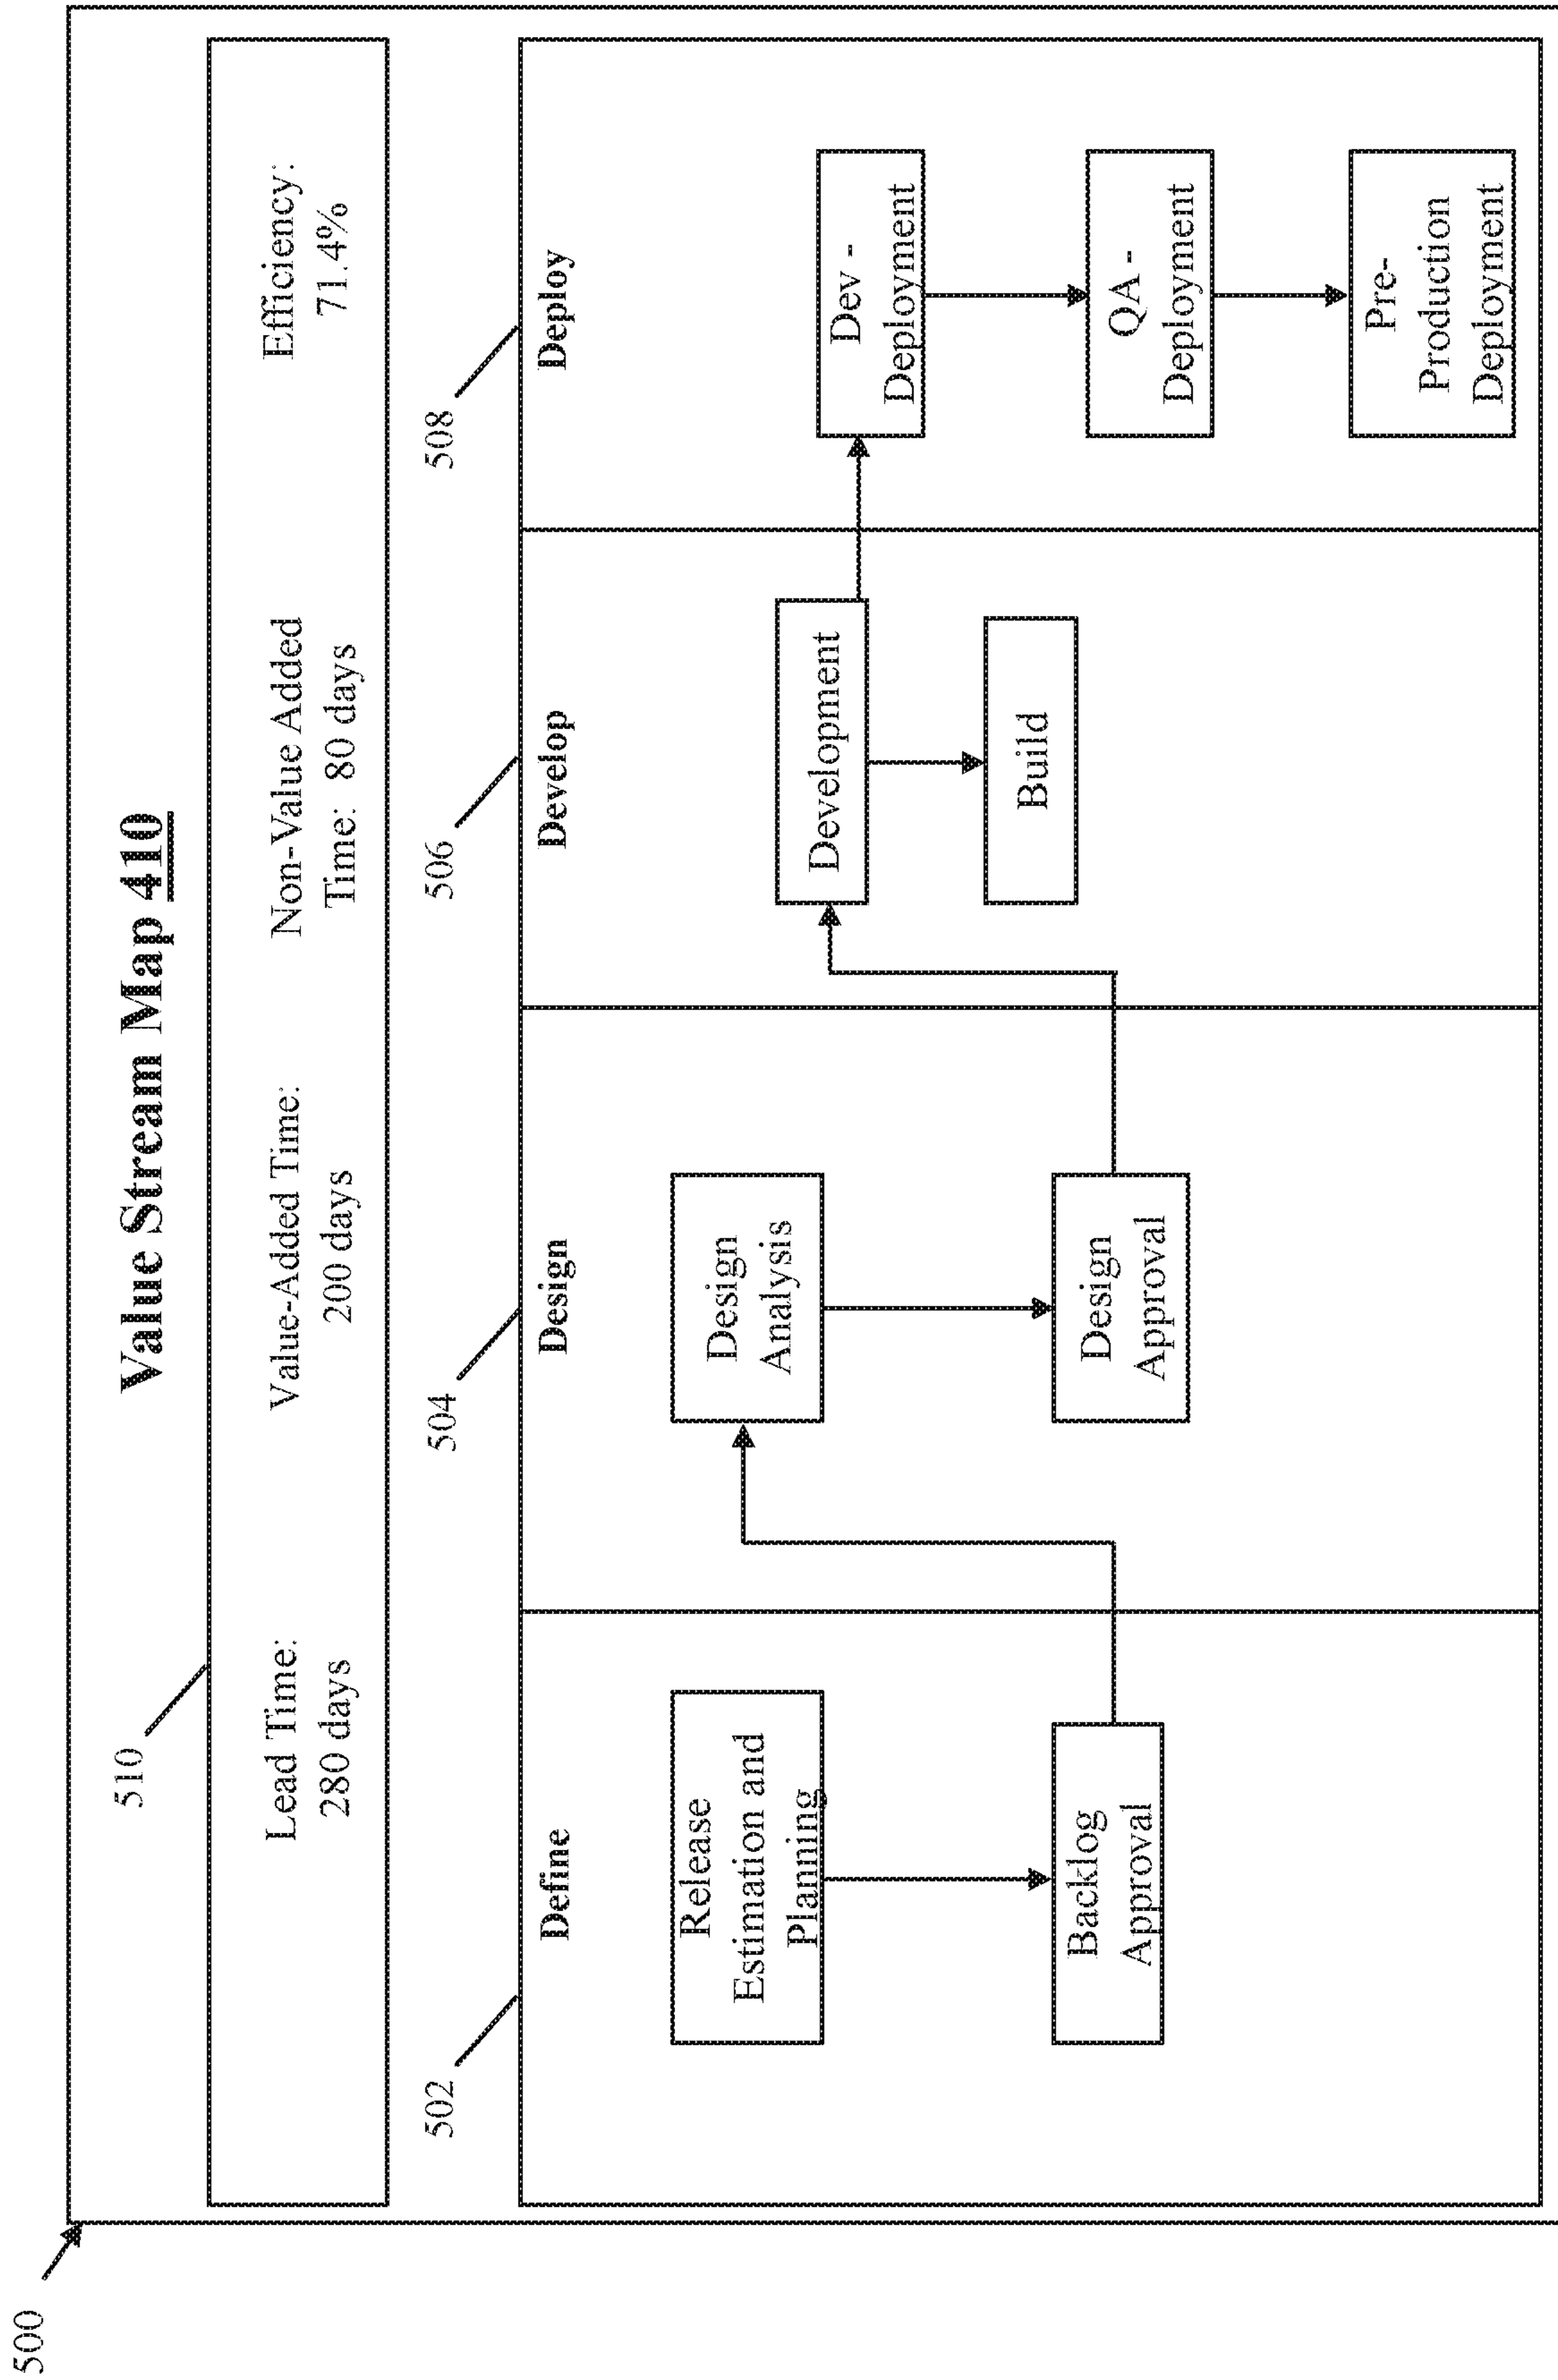 500
Value Stream Map 410
510
Lead Time:
280 days
Value-Added Time:
200 days
Non-Value Added
Time: 80 days
Efficiency:
71.4%
502
504
506
508
Define
Release
Estimation and
Planning
Backlog
Approval
Design
Design
Analysis
Design
Approval
Develop
Development
Build
Deploy
Dev -
Deployment
QA -
Deployment
Pre-
Production
Deployment